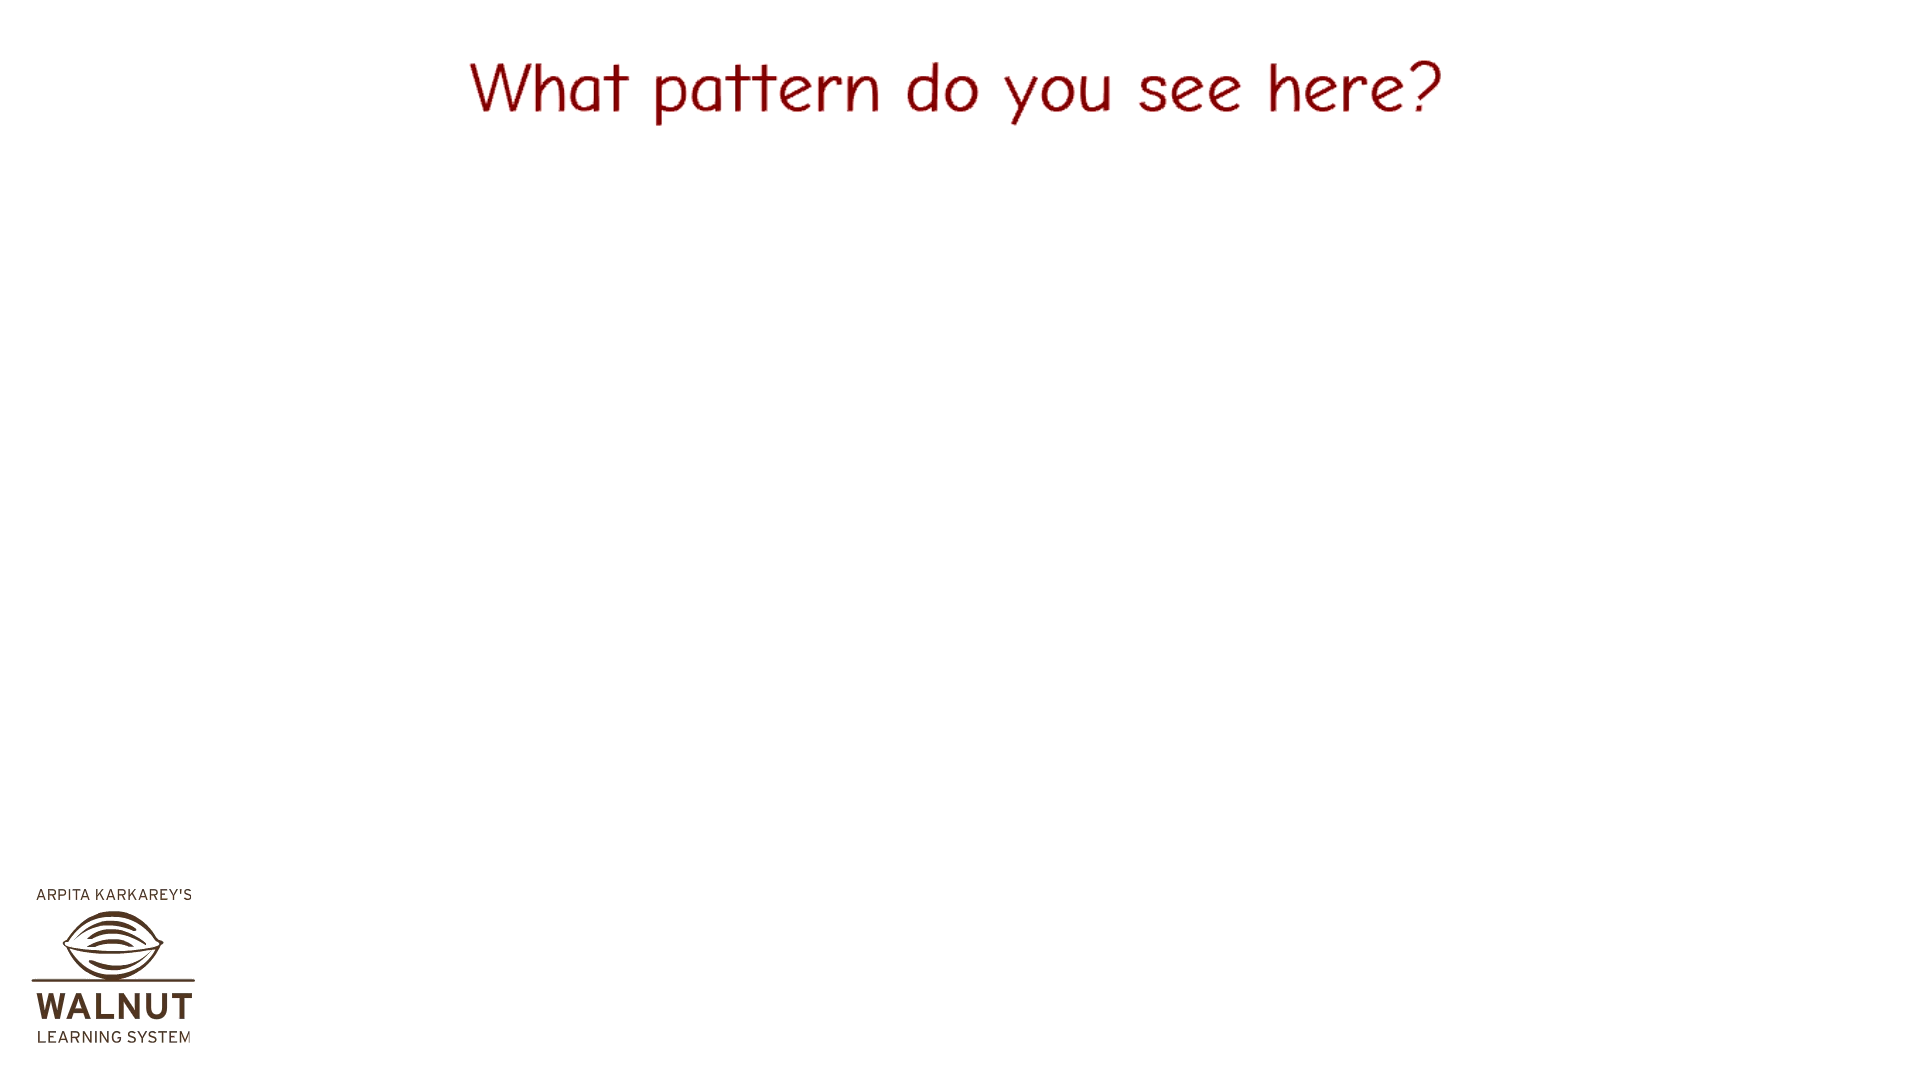 What pattern do you see here?
ARPITA KARKAREY'S
WALNUT
LEARNING SYSTEM